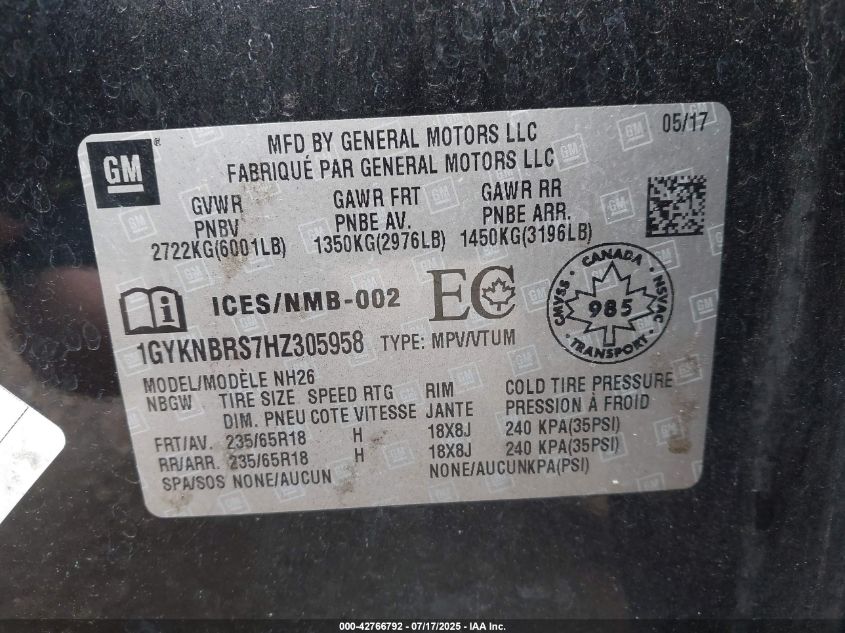 MFD BY GENERAL MOTORS LLC
FABRIQUÉ PAR GENERAL MOTORS LLC
05/17
GM
GVWR GAWR FRT GAWR RR
PNBV PNBE AV. PNBE ARR.
2722KG(6001LB) 1350KG(2976LB) 1450KG(3196LB)
ICES/NMB-002 EC
CANADA CMVSS NSVAC 985 TRANSPORT
1GYKNBRS7HZ305958 TYPE: MPV/VTUM
MODEL/MODÈLE NH26
NBGW TIRE SIZE SPEED RTG RIM COLD TIRE PRESSURE
DIM. PNEU COTE VITESSE JANTE PRESSION À FROID
FRT/AV. 235/65R18 H 18X8J 240 KPA(35PSI)
RR/ARR. 235/65R18 H 18X8J 240 KPA(35PSI)
SPA/SOS NONE/AUCUN NONE/AUCUNKPA(PSI)
000-42766792 - 07/17/2025 - IAA Inc.